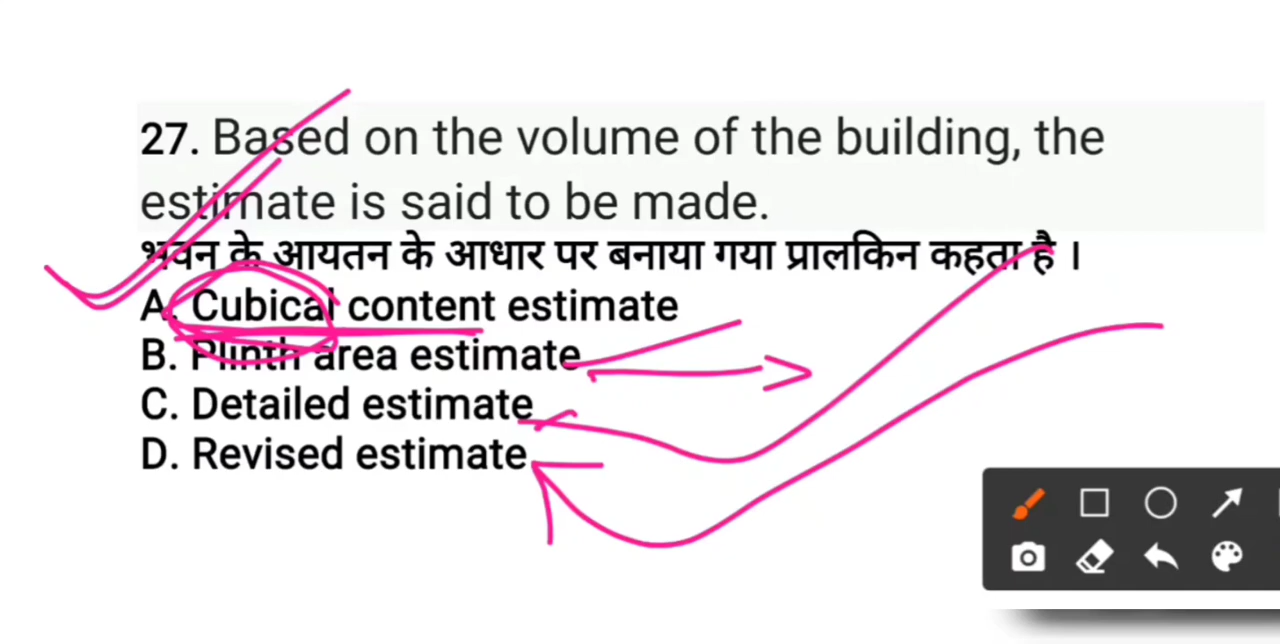 27. Based on the volume of the building, the
estimate is said to be made.
भवन के आयतन के आधार पर बनाया गया प्रालकिन कहता है ।
A. Cubical content estimate
B. Plinth area estimate
C. Detailed estimate
D. Revised estimate